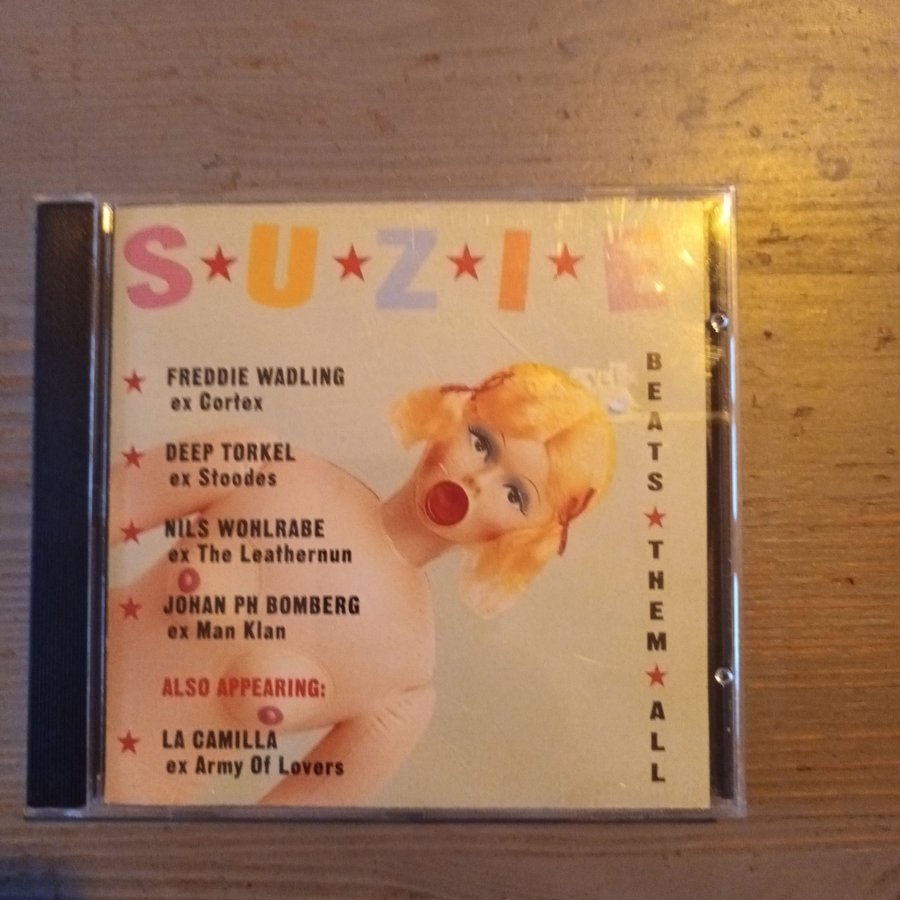 S★U★Z★I★E
BEATS★THEM★ALL
★ FREDDIE WADLING
ex Cortex
★ DEEP TORKEL
ex Stoodes
★ NILS WOHLRABE
ex The Leathernun
★ JOHAN PH BOMBERG
ex Man Klan
ALSO APPEARING:
★ LA CAMILLA
ex Army Of Lovers